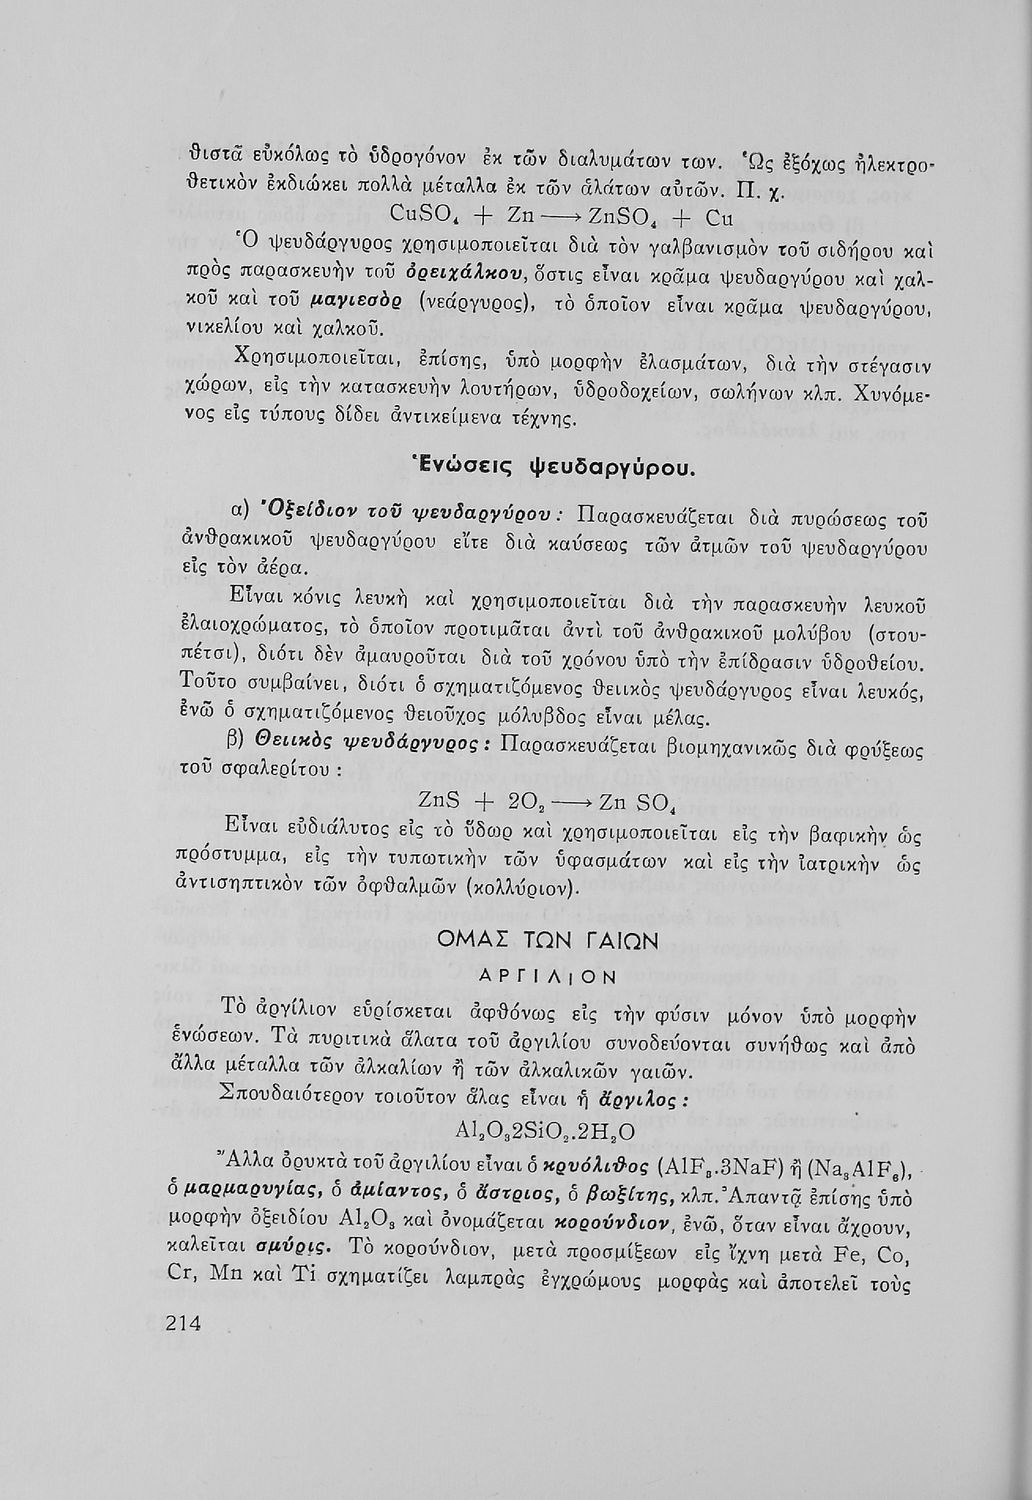 θιστᾶ εὐκόλως τὸ ὑδρογόνον ἐκ τῶν διαλυμάτων των. Ὡς ἐξόχως ἠλεκτρο-
θετικὸν ἐκδιώκει πολλὰ μέταλλα ἐκ τῶν ἁλάτων αὐτῶν. Π. χ.
CuSO₄ + Zn ⟶ ZnSO₄ + Cu
Ὁ ψευδάργυρος χρησιμοποιεῖται διὰ τὸν γαλβανισμὸν τοῦ σιδήρου καὶ
πρὸς παρασκευὴν τοῦ ὀρειχάλκου, ὅστις εἶναι κρᾶμα ψευδαργύρου καὶ χαλ-
κοῦ καὶ τοῦ μαγιεσὸρ (νεάργυρος), τὸ ὁποῖον εἶναι κρᾶμα ψευδαργύρου,
νικελίου καὶ χαλκοῦ.
Χρησιμοποιεῖται, ἐπίσης, ὑπὸ μορφὴν ἐλασμάτων, διὰ τὴν στέγασιν
χώρων, εἰς τὴν κατασκευὴν λουτήρων, ὑδροδοχείων, σωλήνων κλπ. Χυνόμε-
νος εἰς τύπους δίδει ἀντικείμενα τέχνης.
Ἑνώσεις ψευδαργύρου.
α) Ὀξείδιον τοῦ ψευδαργύρου : Παρασκευάζεται διὰ πυρώσεως τοῦ
ἀνθρακικοῦ ψευδαργύρου εἴτε διὰ καύσεως τῶν ἀτμῶν τοῦ ψευδαργύρου
εἰς τὸν ἀέρα.
Εἶναι κόνις λευκὴ καὶ χρησιμοποιεῖται διὰ τὴν παρασκευὴν λευκοῦ
ἐλαιοχρώματος, τὸ ὁποῖον προτιμᾶται ἀντὶ τοῦ ἀνθρακικοῦ μολύβου (στου-
πέτσι), διότι δὲν ἀμαυροῦται διὰ τοῦ χρόνου ὑπὸ τὴν ἐπίδρασιν ὑδροθείου.
Τοῦτο συμβαίνει, διότι ὁ σχηματιζόμενος θειικὸς ψευδάργυρος εἶναι λευκός,
ἐνῶ ὁ σχηματιζόμενος θειοῦχος μόλυβδος εἶναι μέλας.
β) Θειικὸς ψευδάργυρος : Παρασκευάζεται βιομηχανικῶς διὰ φρύξεως
τοῦ σφαλερίτου :
ZnS + 2O₂ ⟶ Zn SO₄
Εἶναι εὐδιάλυτος εἰς τὸ ὕδωρ καὶ χρησιμοποιεῖται εἰς τὴν βαφικὴν ὡς
πρόστυμμα, εἰς τὴν τυπωτικὴν τῶν ὑφασμάτων καὶ εἰς τὴν ἰατρικὴν ὡς
ἀντισηπτικὸν τῶν ὀφθαλμῶν (κολλύριον).
ΟΜΑΣ ΤΩΝ ΓΑΙΩΝ
ΑΡΓΙΛΙΟΝ
Τὸ ἀργίλιον εὑρίσκεται ἀφθόνως εἰς τὴν φύσιν μόνον ὑπὸ μορφὴν
ἑνώσεων. Τὰ πυριτικὰ ἅλατα τοῦ ἀργιλίου συνοδεύονται συνήθως καὶ ἀπὸ
ἄλλα μέταλλα τῶν ἀλκαλίων ἢ τῶν ἀλκαλικῶν γαιῶν.
Σπουδαιότερον τοιοῦτον ἅλας εἶναι ἡ ἄργιλος :
Al₂O₃2SiO₂.2H₂O
Ἄλλα ὀρυκτὰ τοῦ ἀργιλίου εἶναι ὁ κρυόλιθος (AlF₃.3NaF) ἢ (Na₃AlF₆),
ὁ μαρμαρυγίας, ὁ ἀμίαντος, ὁ ἄστριος, ὁ βωξίτης, κλπ. Ἀπαντᾷ ἐπίσης ὑπὸ
μορφὴν ὀξειδίου Al₂O₃ καὶ ὀνομάζεται κορούνδιον, ἐνῶ, ὅταν εἶναι ἄχρουν,
καλεῖται σμύρις. Τὸ κορούνδιον, μετὰ προσμίξεων εἰς ἴχνη μετὰ Fe, Co,
Cr, Mn καὶ Ti σχηματίζει λαμπρὰς ἐγχρώμους μορφὰς καὶ ἀποτελεῖ τοὺς
214